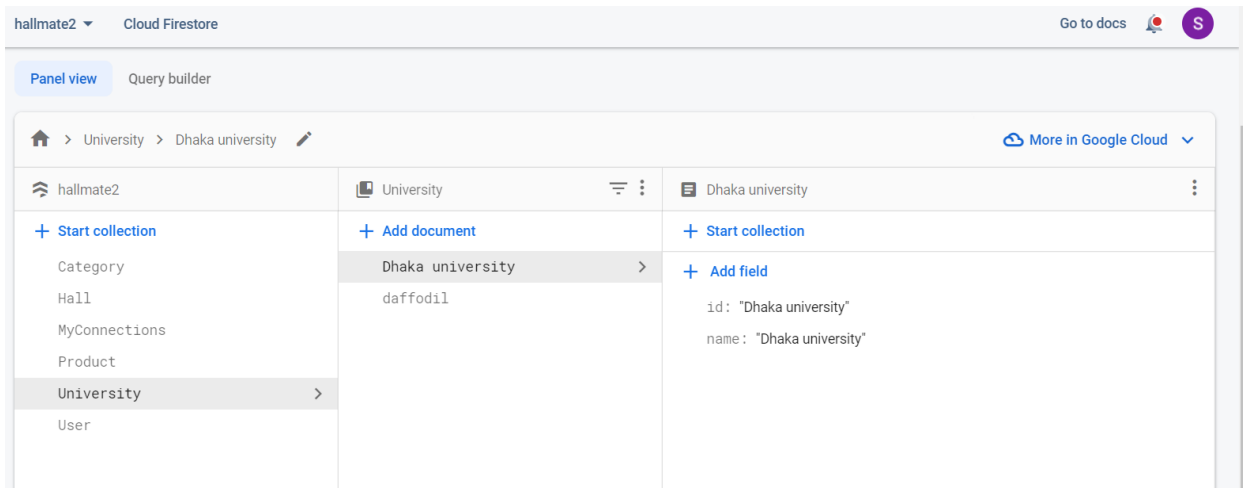 hallmate2 Cloud Firestore Go to docs S
Panel view Query builder
University > Dhaka university More in Google Cloud
hallmate2 University Dhaka university
+ Start collection + Add document + Start collection
Category Dhaka university + Add field
Hall daffodil id: "Dhaka university"
MyConnections name: "Dhaka university"
Product
University
User